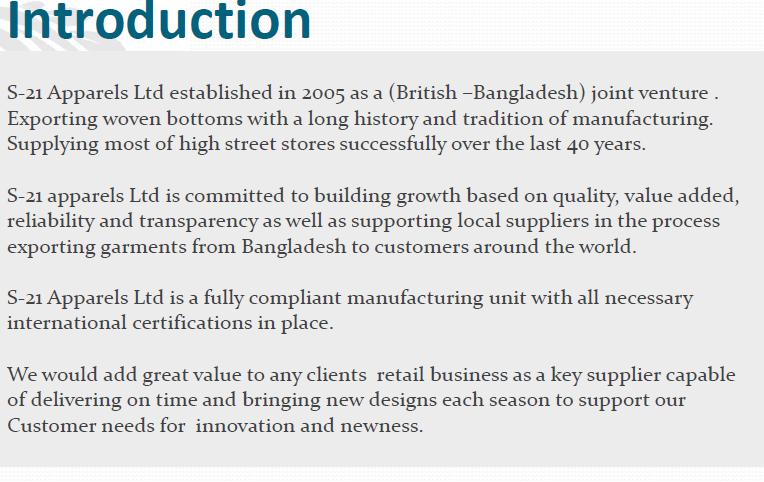 Introduction
S-21 Apparels Ltd established in 2005 as a (British –Bangladesh) joint venture .
Exporting woven bottoms with a long history and tradition of manufacturing.
Supplying most of high street stores successfully over the last 40 years.
S-21 apparels Ltd is committed to building growth based on quality, value added,
reliability and transparency as well as supporting local suppliers in the process
exporting garments from Bangladesh to customers around the world.
S-21 Apparels Ltd is a fully compliant manufacturing unit with all necessary
international certifications in place.
We would add great value to any clients  retail business as a key supplier capable
of delivering on time and bringing new designs each season to support our
Customer needs for  innovation and newness.